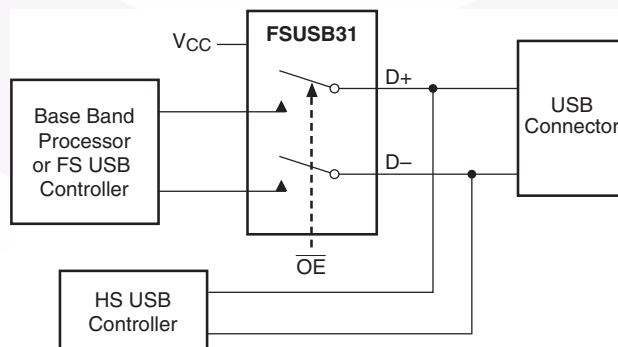 FSUSB31
VCC
D+
Base Band
Processor
or FS USB
Controller
USB
Connector
D–
OE
HS USB
Controller